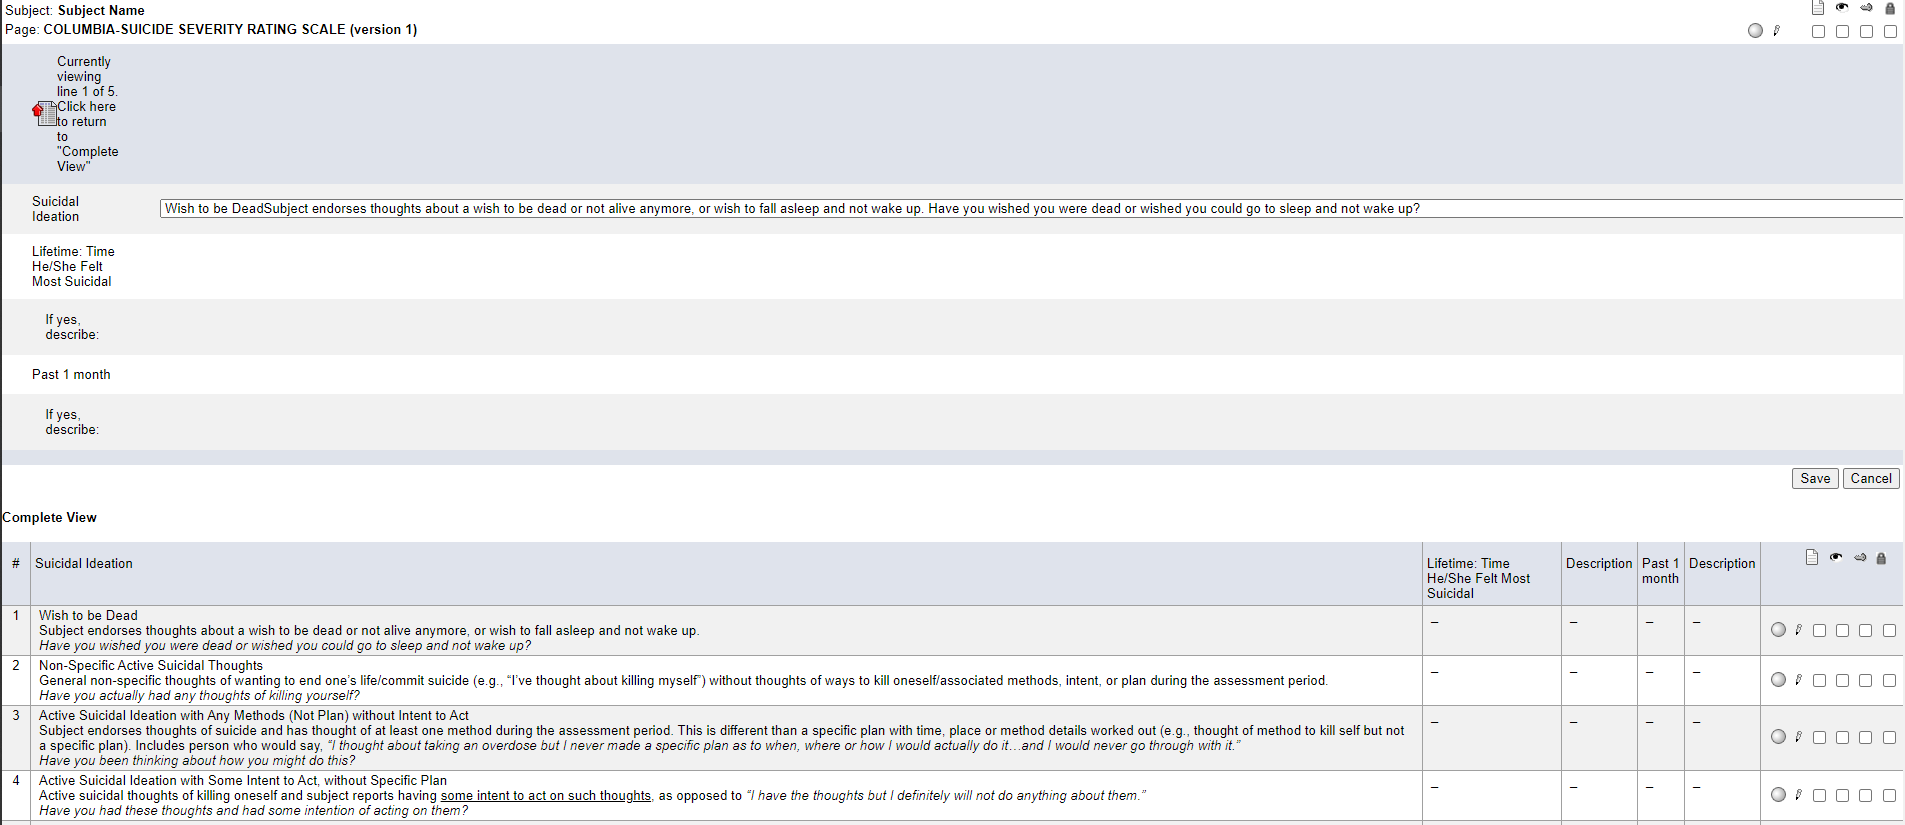 Subject: Subject Name
Page: COLUMBIA-SUICIDE SEVERITY RATING SCALE (version 1)
Currently
viewing
line 1 of 5.
Click here
to return
to
"Complete
View"
Suicidal
Ideation
Wish to be DeadSubject endorses thoughts about a wish to be dead or not alive anymore, or wish to fall asleep and not wake up. Have you wished you were dead or wished you could go to sleep and not wake up?
Lifetime: Time
He/She Felt
Most Suicidal
If yes,
describe:
Past 1 month
If yes,
describe:
Save Cancel
Complete View
# Suicidal Ideation
Lifetime: Time
He/She Felt Most
Suicidal
Description
Past 1
month
Description
1 Wish to be Dead
Subject endorses thoughts about a wish to be dead or not alive anymore, or wish to fall asleep and not wake up.
Have you wished you were dead or wished you could go to sleep and not wake up?
– – – –
2 Non-Specific Active Suicidal Thoughts
General non-specific thoughts of wanting to end one’s life/commit suicide (e.g., “I’ve thought about killing myself”) without thoughts of ways to kill oneself/associated methods, intent, or plan during the assessment period.
Have you actually had any thoughts of killing yourself?
– – – –
3 Active Suicidal Ideation with Any Methods (Not Plan) without Intent to Act
Subject endorses thoughts of suicide and has thought of at least one method during the assessment period. This is different than a specific plan with time, place or method details worked out (e.g., thought of method to kill self but not
a specific plan). Includes person who would say, “I thought about taking an overdose but I never made a specific plan as to when, where or how I would actually do it…and I would never go through with it.”
Have you been thinking about how you might do this?
– – – –
4 Active Suicidal Ideation with Some Intent to Act, without Specific Plan
Active suicidal thoughts of killing oneself and subject reports having some intent to act on such thoughts, as opposed to “I have the thoughts but I definitely will not do anything about them.”
Have you had these thoughts and had some intention of acting on them?
– – – –